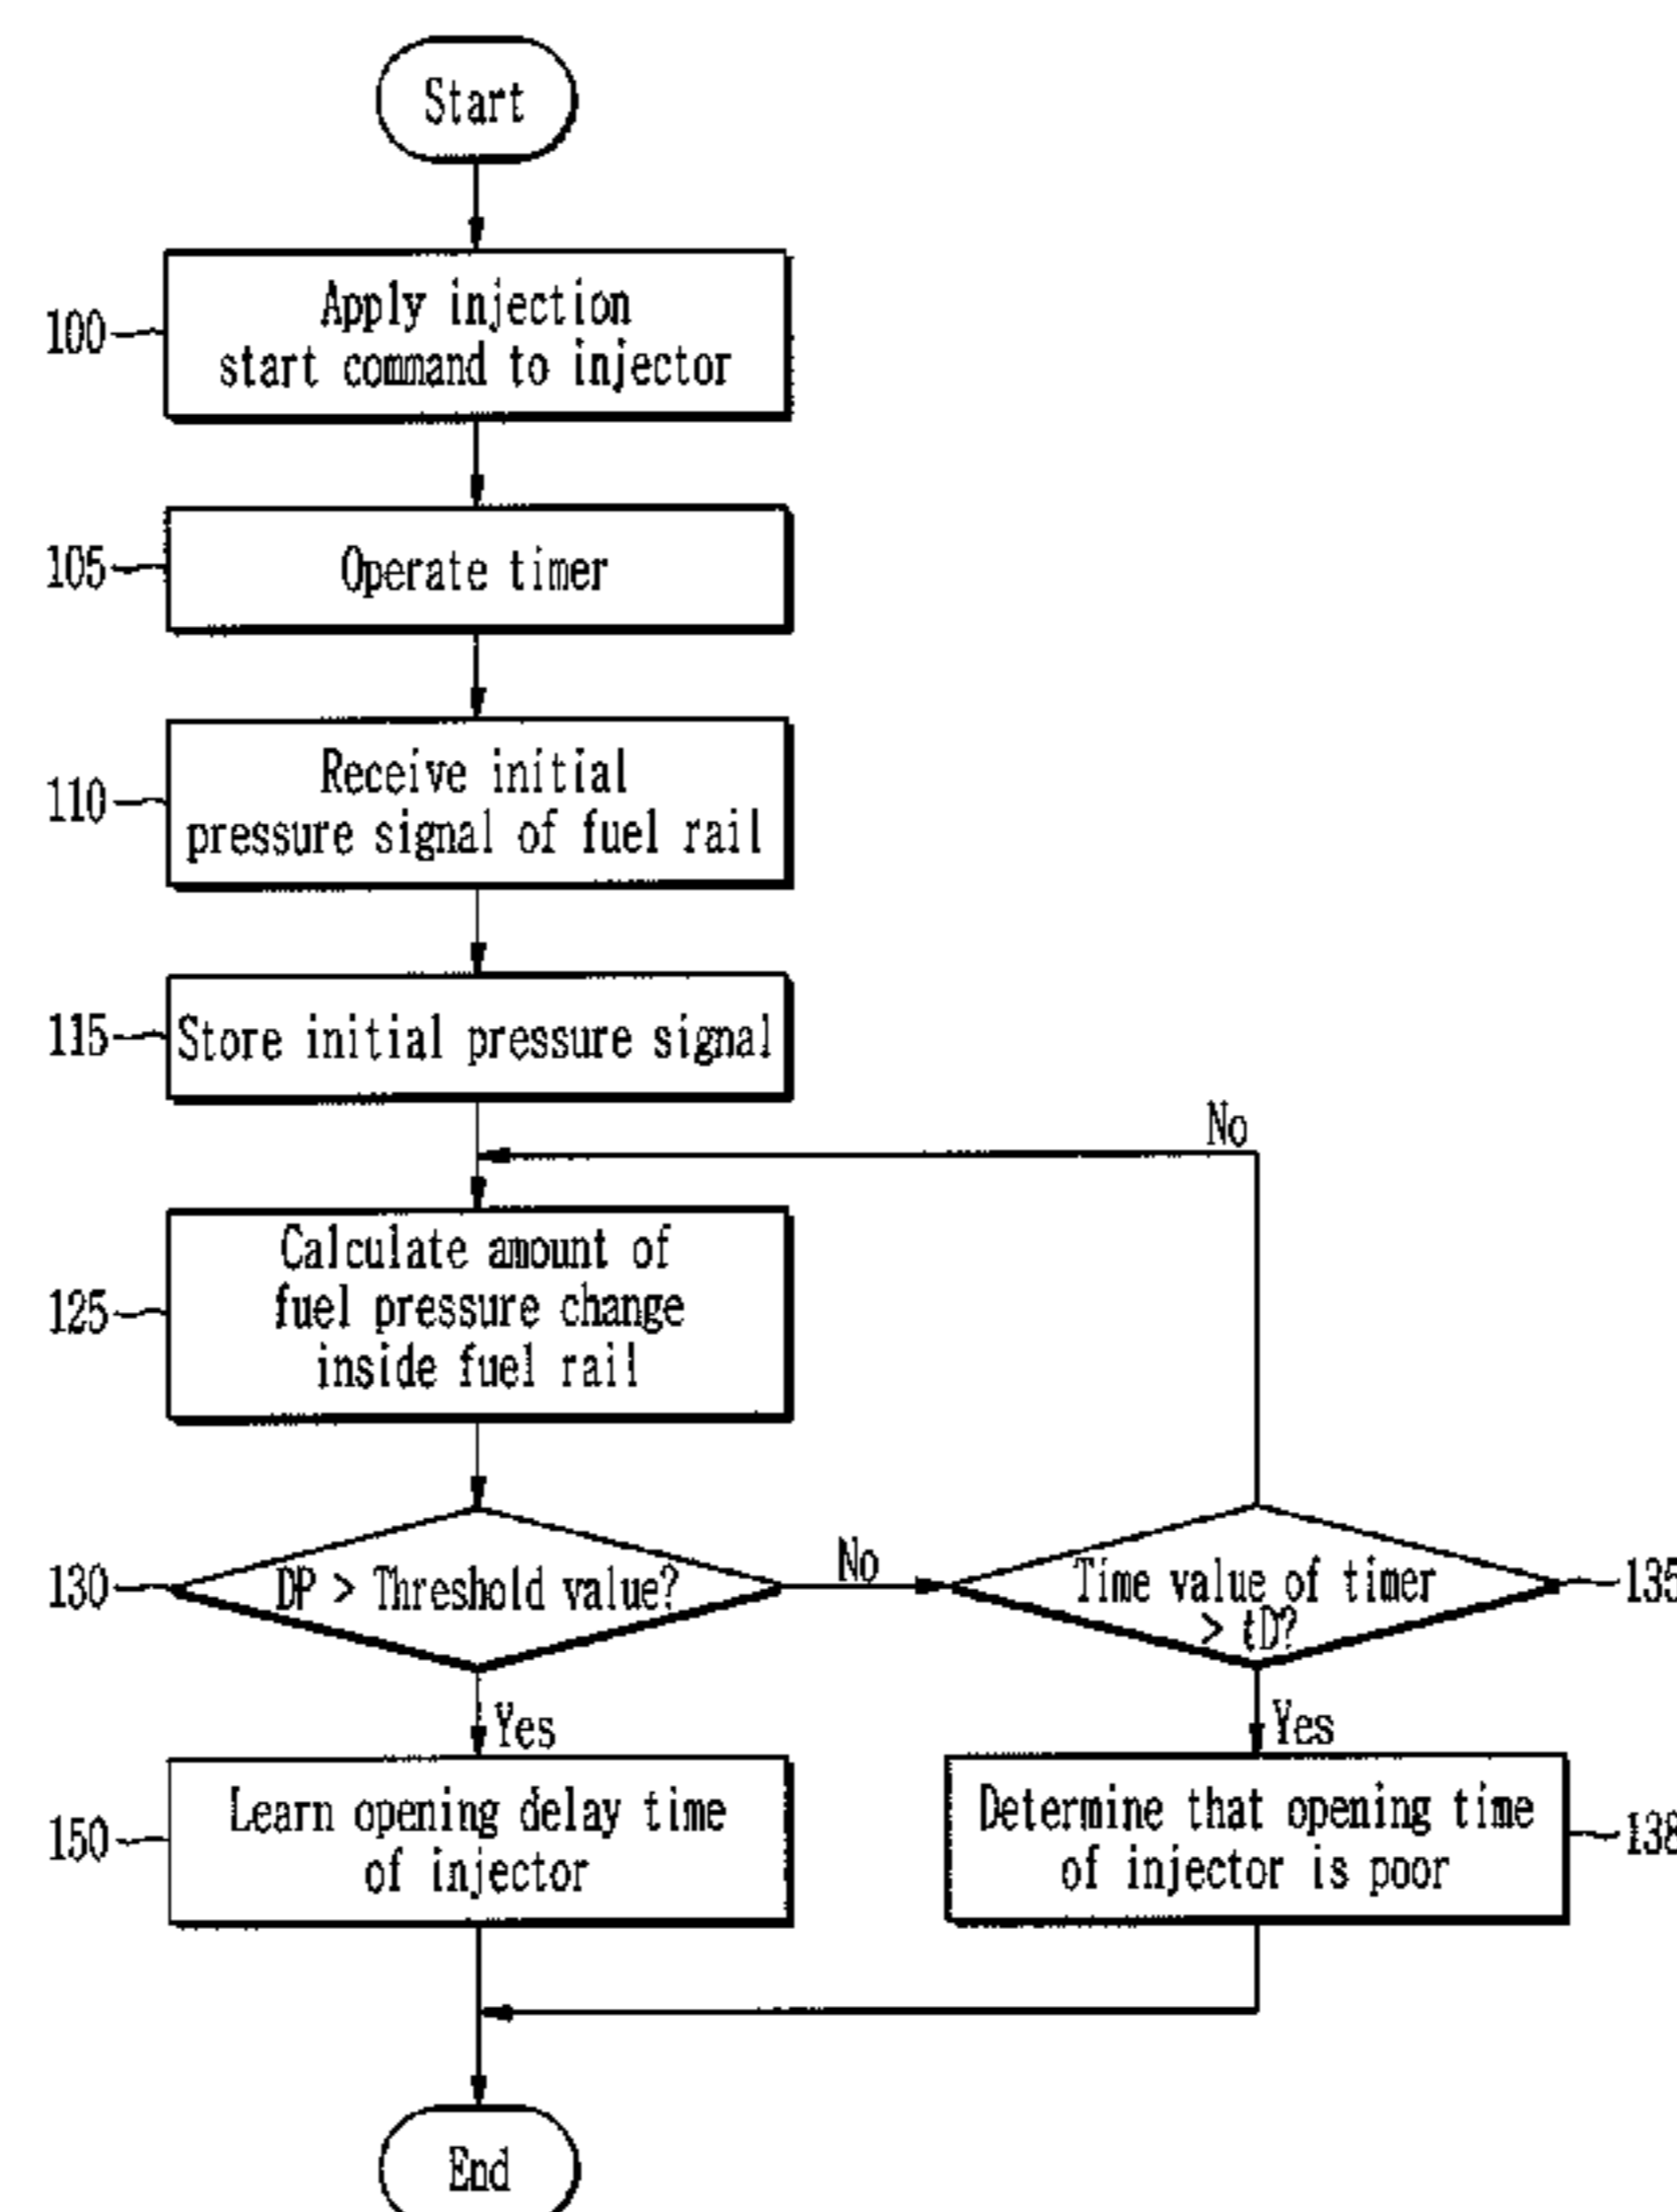 Start
100
Apply injection
start command to injector
105
Operate timer
110
Receive initial
pressure signal of fuel rail
115
Store initial pressure signal
No
125
Calculate amount of
fuel pressure change
inside fuel rail
130
DP > Threshold value?
No
Time value of timer
> tD?
135
Yes
Yes
150
Learn opening delay time
of injector
Determine that opening time
of injector is poor
138
End